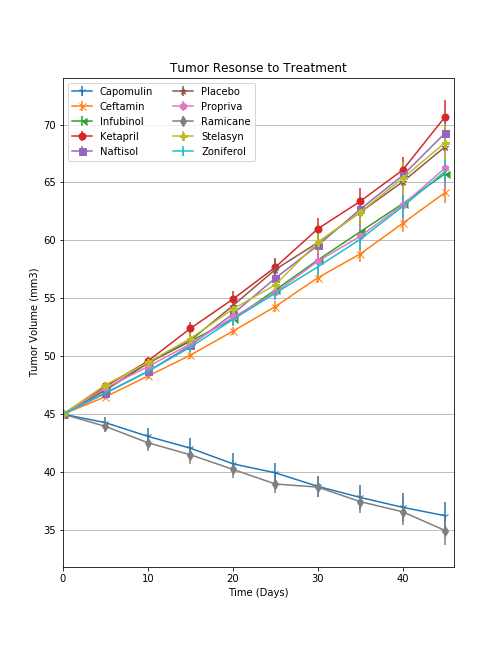 Tumor Resonse to Treatment
Capomulin
Ceftamin
Infubinol
Ketapril
Naftisol
Placebo
Propriva
Ramicane
Stelasyn
Zoniferol
Tumor Volume (mm3)
70
65
60
55
50
45
40
35
0 10 20 30 40
Time (Days)